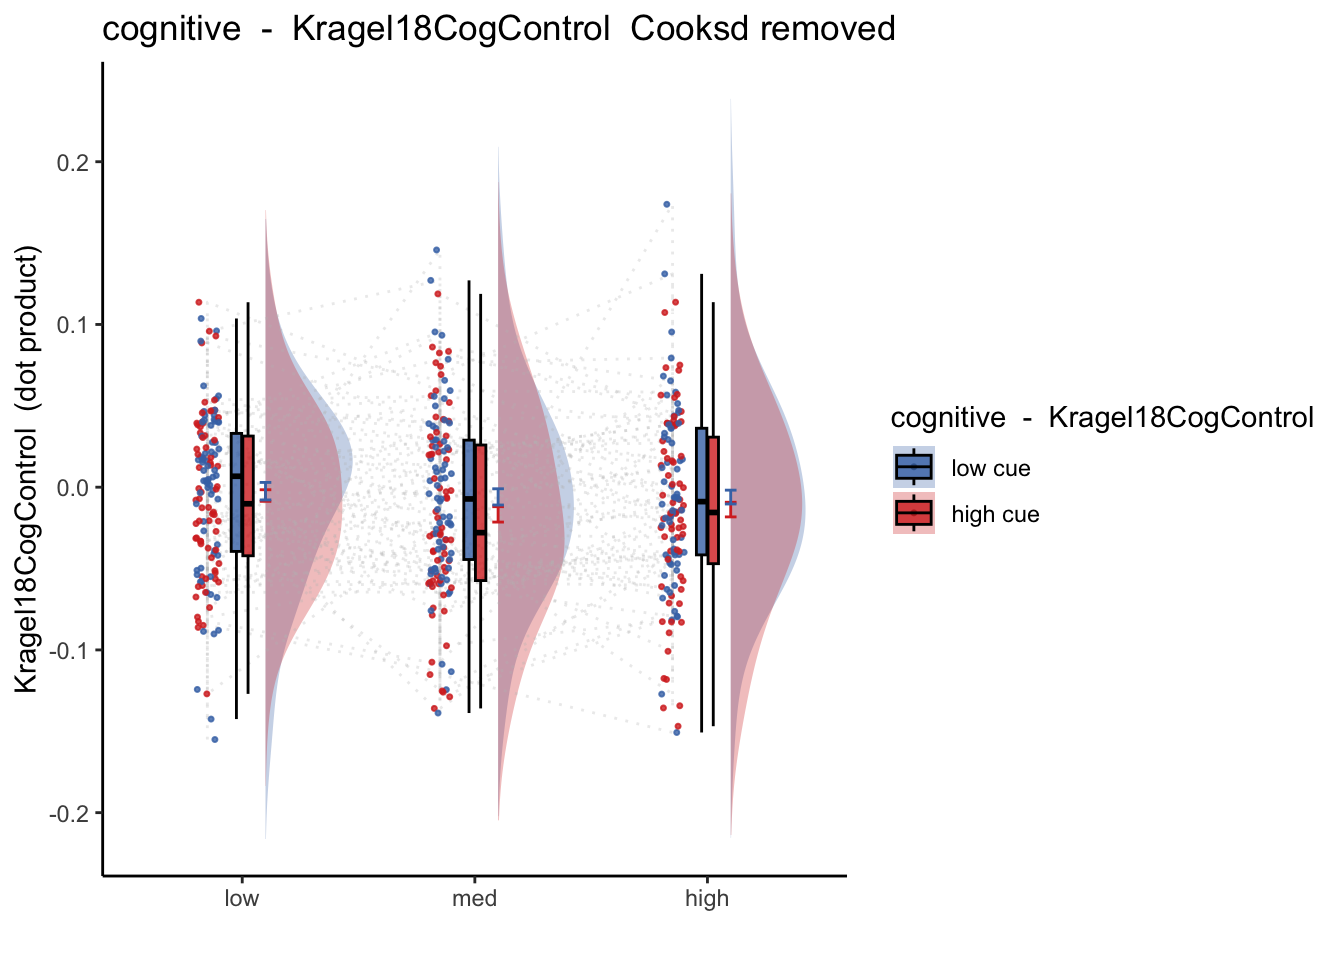 cognitive - Kragel18CogControl Cooksd removed
Kragel18CogControl (dot product)
0.2
0.1
0.0
-0.1
-0.2
low
med
high
cognitive - Kragel18CogControl
low cue
high cue